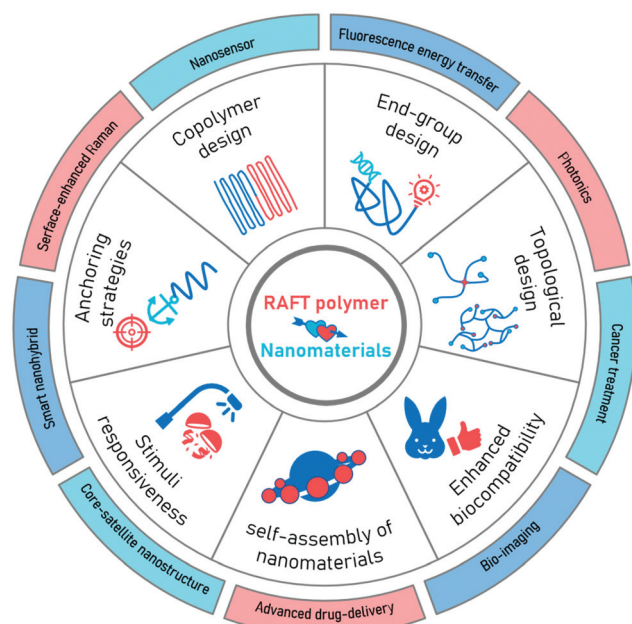 Nanosensor
Fluorescence energy transfer
Photonics
Cancer treatment
Bio-imaging
Advanced drug-delivery
Core-satellite nanostructure
Smart nanohybrid
Serface-enhanced Raman
Copolymer
design
End-group
design
Topological
design
Enhanced
biocompatibility
self-assembly of
nanomaterials
Stimuli
responsiveness
Anchoring
strategies
RAFT polymer
Nanomaterials